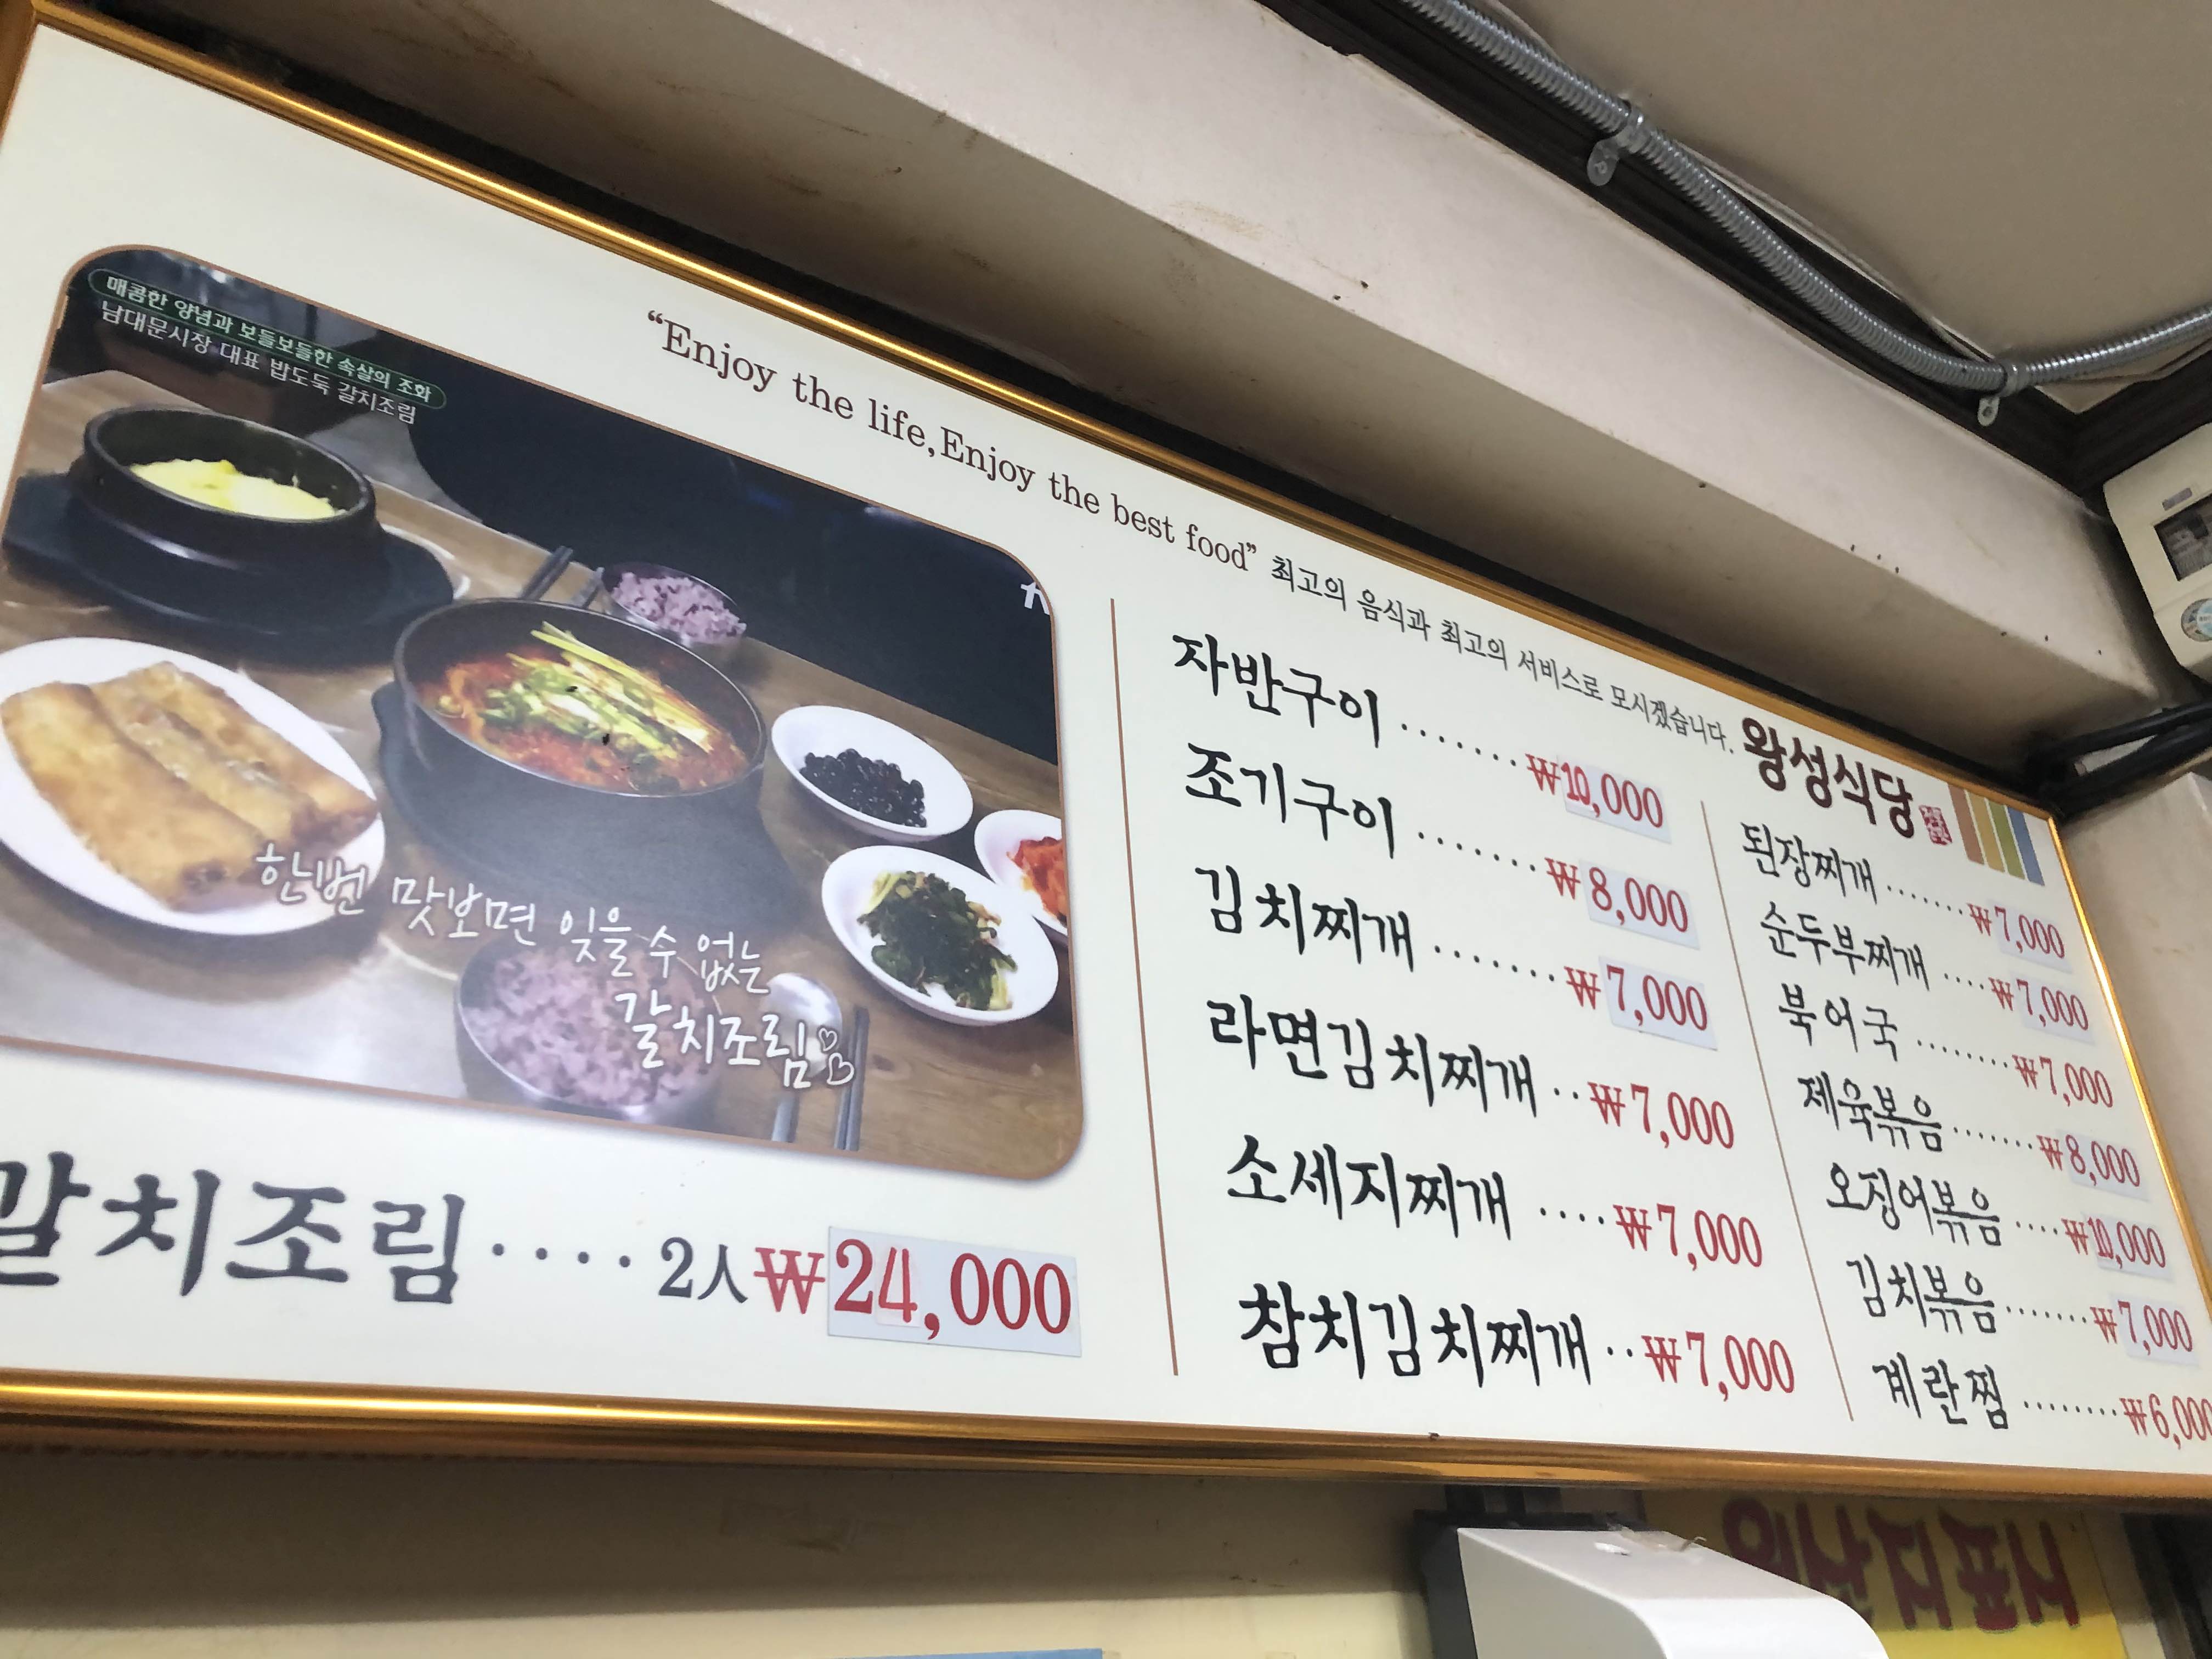 매콤한 양념과 보들보들한 속살의 조화
남대문시장 대표 밥도둑 갈치조림
한번 맛보면 잊을 수 없는
갈치조림
갈치조림 ···· 2人 ₩24,000
“Enjoy the life,Enjoy the best food” 최고의 음식과 최고의 서비스로 모시겠습니다. 왕성식당
자반구이 ······· ₩10,000
조기구이 ······· ₩8,000
김치찌개 ······· ₩7,000
라면김치찌개 ·· ₩7,000
소세지찌개 ···· ₩7,000
참치김치찌개 ·· ₩7,000
된장찌개 ······· ₩7,000
순두부찌개 ···· ₩7,000
북어국 ········ ₩7,000
제육볶음 ······· ₩8,000
오징어볶음 ···· ₩10,000
김치볶음 ······· ₩7,000
계란찜 ········ ₩6,000